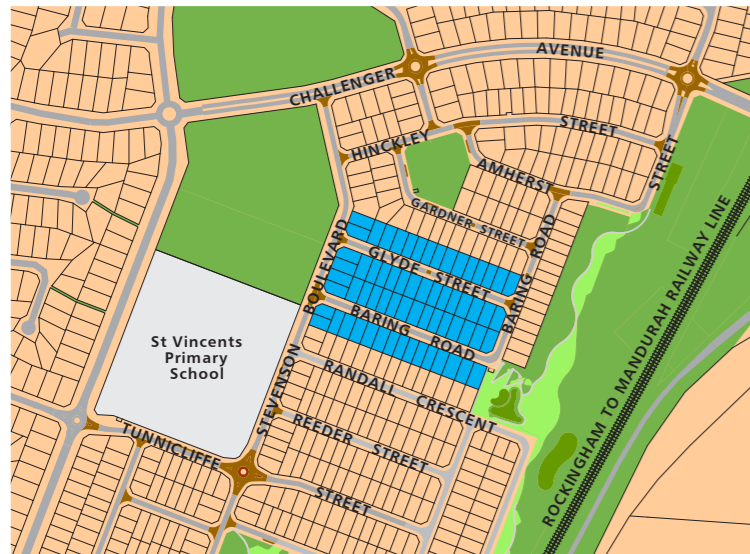 AVENUE
CHALLENGER
STREET
HINCKLEY
AMHERST
STREET
GARDNER STREET
BOULEVARD
GLYDE STREET
BARING ROAD
BARING ROAD
St Vincents
Primary
School
STEVENSON
RANDALL CRESCENT
REEDER STREET
TUNNICLIFFE
STREET
ROCKINGHAM TO MANDURAH RAILWAY LINE